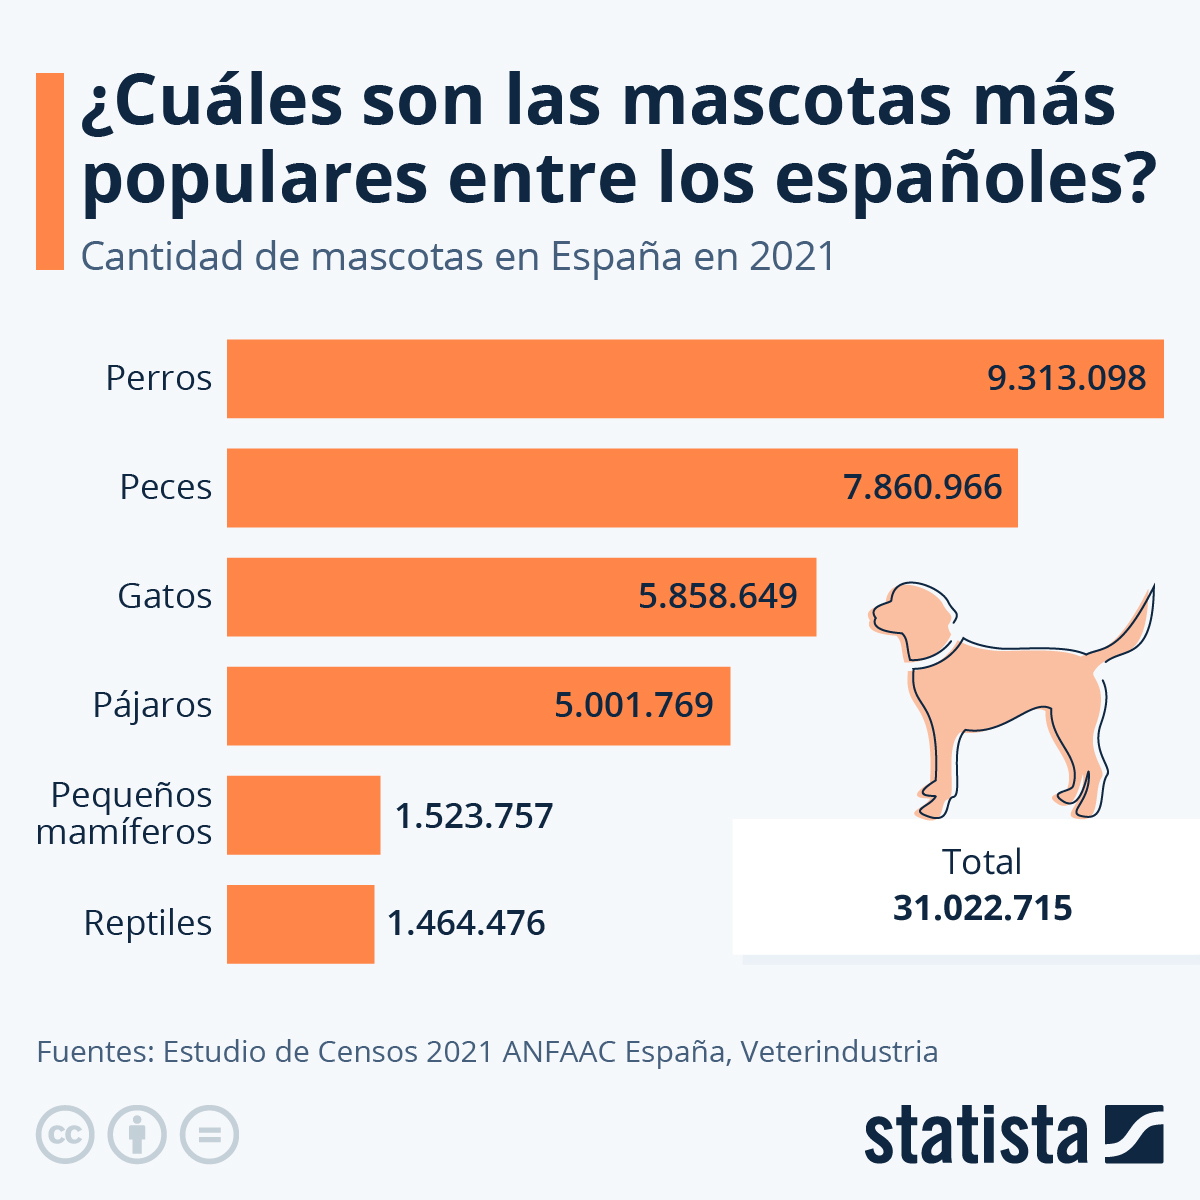 ¿Cuáles son las mascotas más
populares entre los españoles?
Cantidad de mascotas en España en 2021
Perros 9.313.098
Peces 7.860.966
Gatos 5.858.649
Pájaros 5.001.769
Pequeños
mamíferos 1.523.757
Reptiles 1.464.476
Total
31.022.715
Fuentes: Estudio de Censos 2021 ANFAAC España, Veterindustria
cc
statista